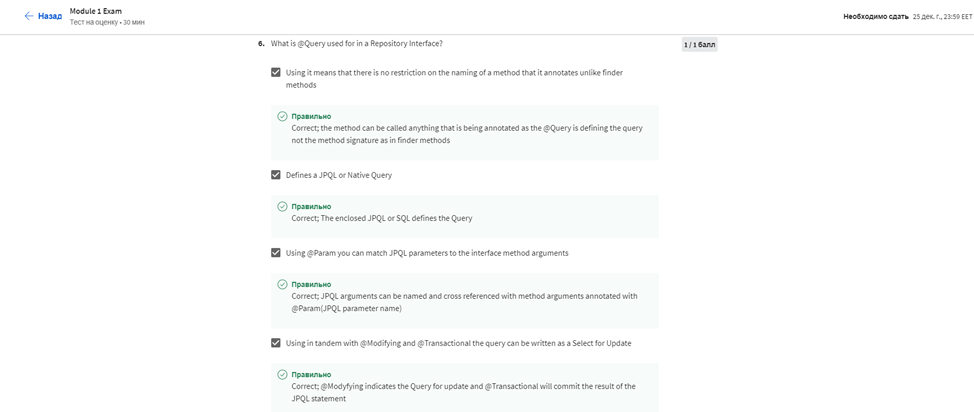 Назад
Module 1 Exam
Тест на оценку • 30 мин
Необходимо сдать 25 дек. г., 23:59 EET
6. What is @Query used for in a Repository Interface?
1 / 1 балл
Using it means that there is no restriction on the naming of a method that it annotates unlike finder
methods
Правильно
Correct; the method can be called anything that is being annotated as the @Query is defining the query
not the method signature as in finder methods
Defines a JPQL or Native Query
Правильно
Correct; The enclosed JPQL or SQL defines the Query
Using @Param you can match JPQL parameters to the interface method arguments
Правильно
Correct; JPQL arguments can be named and cross referenced with method arguments annotated with
@Param(JPQL parameter name)
Using in tandem with @Modifying and @Transactional the query can be written as a Select for Update
Правильно
Correct; @Modyfying indicates the Query for update and @Transactional will commit the result of the
JPQL statement